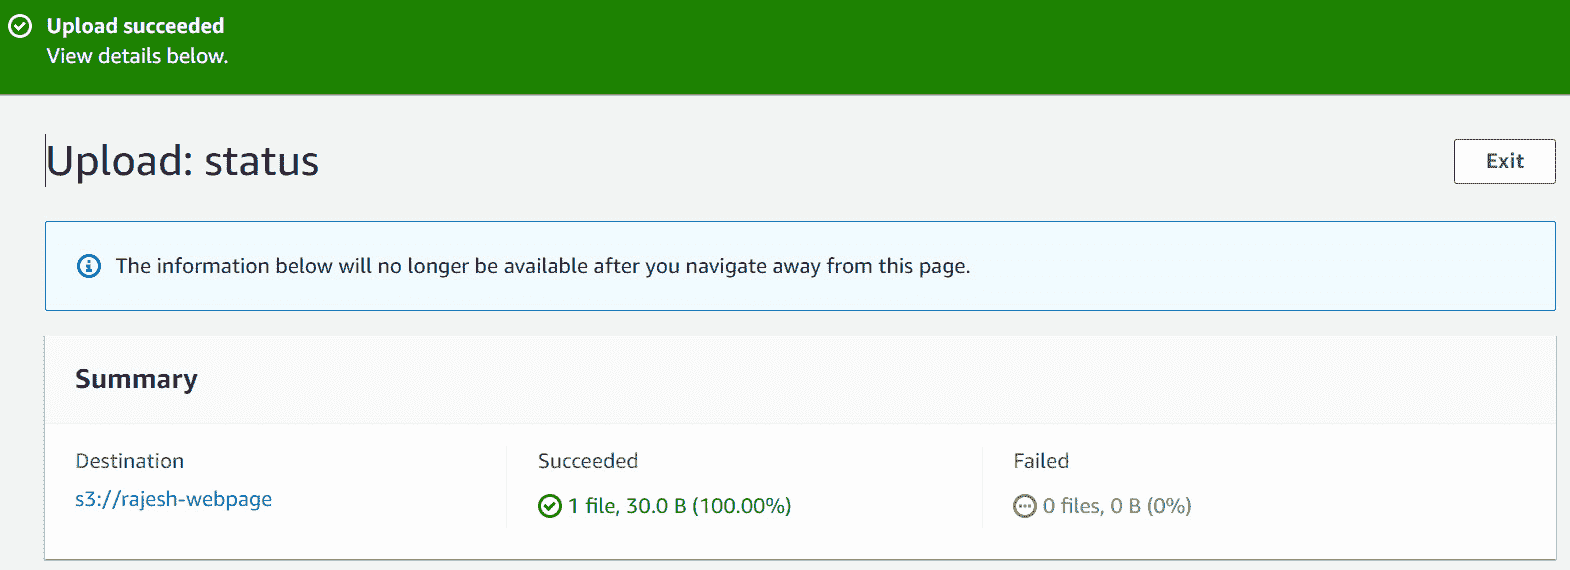 Upload succeeded
View details below.
Upload: status
Exit
The information below will no longer be available after you navigate away from this page.
Summary
Destination
s3://rajesh-webpage
Succeeded
1 file, 30.0 B (100.00%)
Failed
0 files, 0 B (0%)